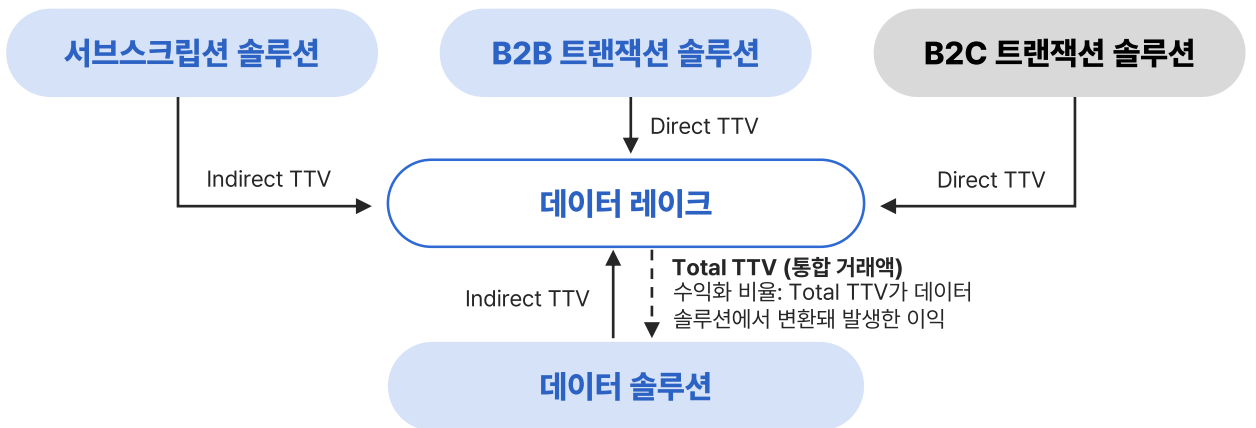 서브스크립션 솔루션
B2B 트랜잭션 솔루션
B2C 트랜잭션 솔루션
Direct TTV
Indirect TTV
Direct TTV
데이터 레이크
Indirect TTV
Total TTV (통합 거래액)
수익화 비율: Total TTV가 데이터
솔루션에서 변환돼 발생한 이익
데이터 솔루션